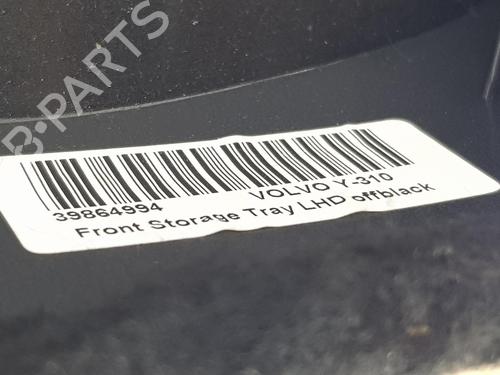 B-PARTS
39864994 VOLVO Y-310
Front Storage Tray LHD offblack